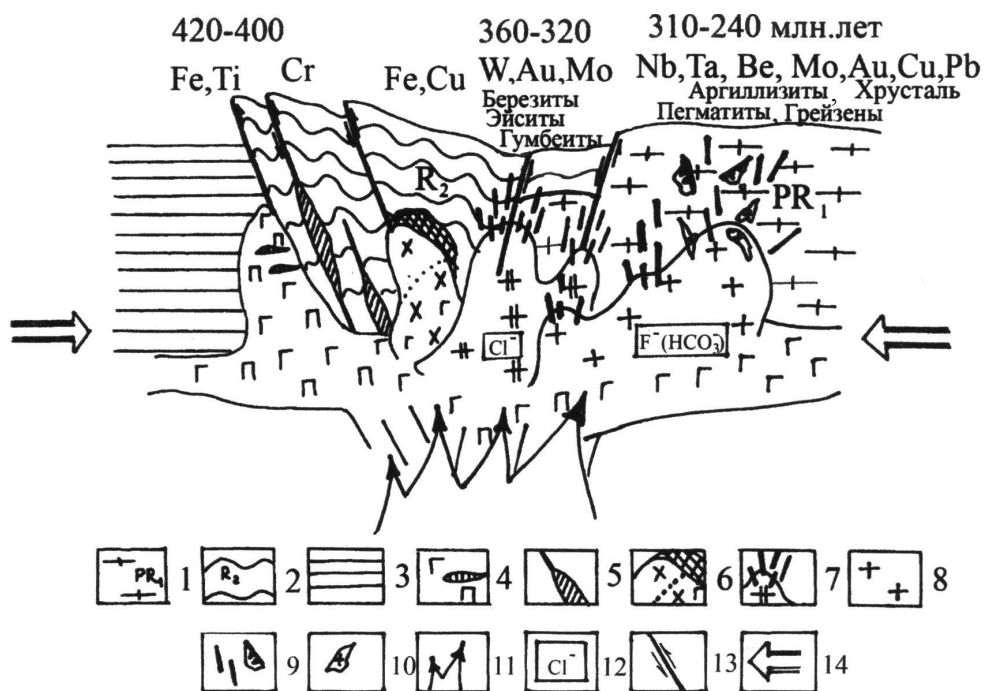 420-400 360-320 310-240 млн.лет
Fe,Ti Cr Fe,Cu W,Au,Mo Nb,Ta, Be, Mo,Au,Cu,Pb
Березиты Аргиллизиты, Хрусталь
Эйситы Пегматиты, Грейзены
Гумбеиты
R₂
PR₁
Г
П
Г П Г
x
x x
x Г
Cl⁻ F⁻(HCO₃⁻)
Г П Г П Г Г Г Г Г Г Г
Г П Г
П
PR₁ 1 R₂ 2 3 Г П 4 5 x x Г 6 7 8
9 10 11 Cl⁻ 12 13 14